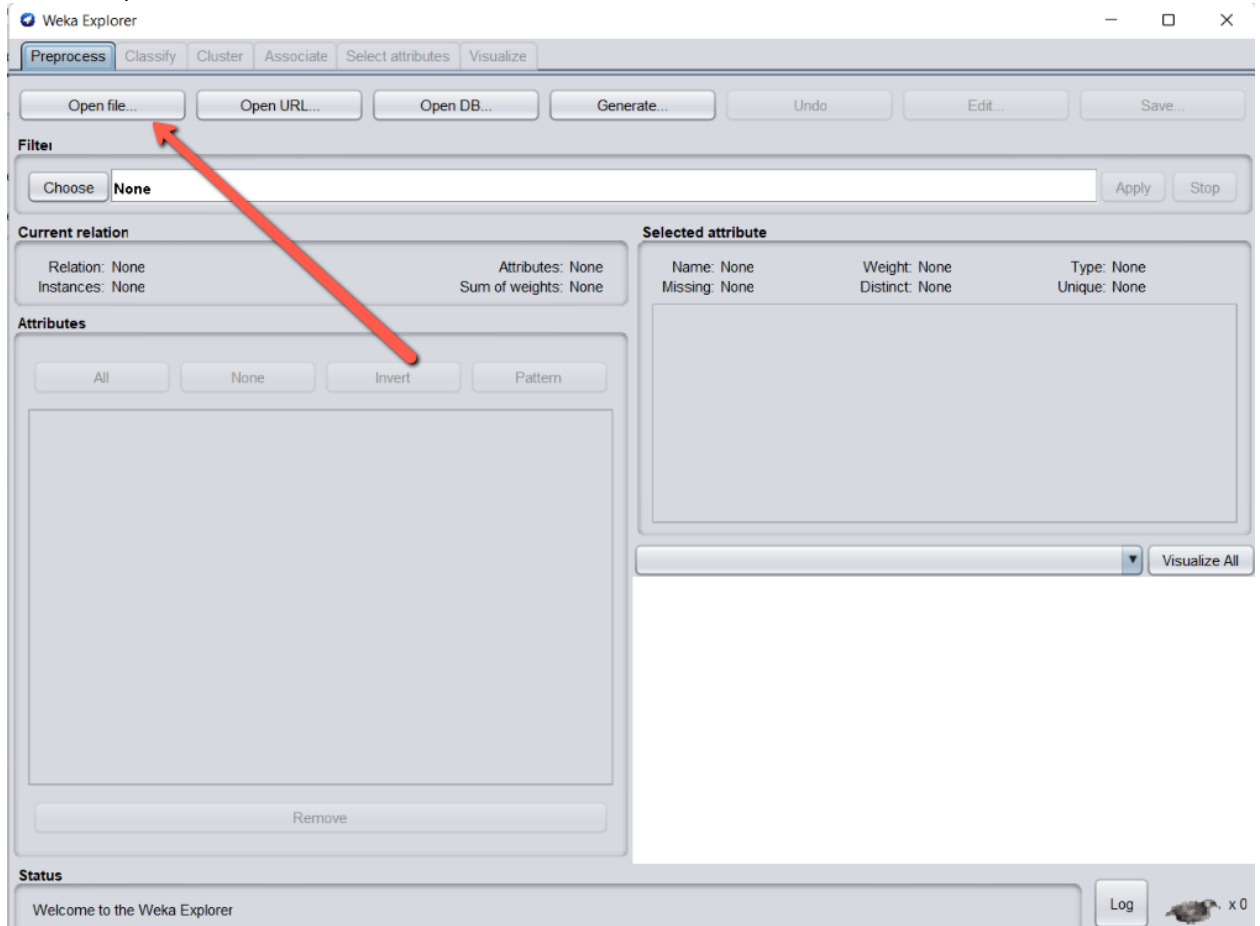 Weka Explorer
Preprocess Classify Cluster Associate Select attributes Visualize
Open file... Open URL... Open DB... Generate... Undo Edit... Save...
Filter
Choose None Apply Stop
Current relation
Relation: None Attributes: None
Instances: None Sum of weights: None
Selected attribute
Name: None Weight: None Type: None
Missing: None Distinct: None Unique: None
Attributes
All None Invert Pattern
Visualize All
Remove
Status
Welcome to the Weka Explorer
Log x 0